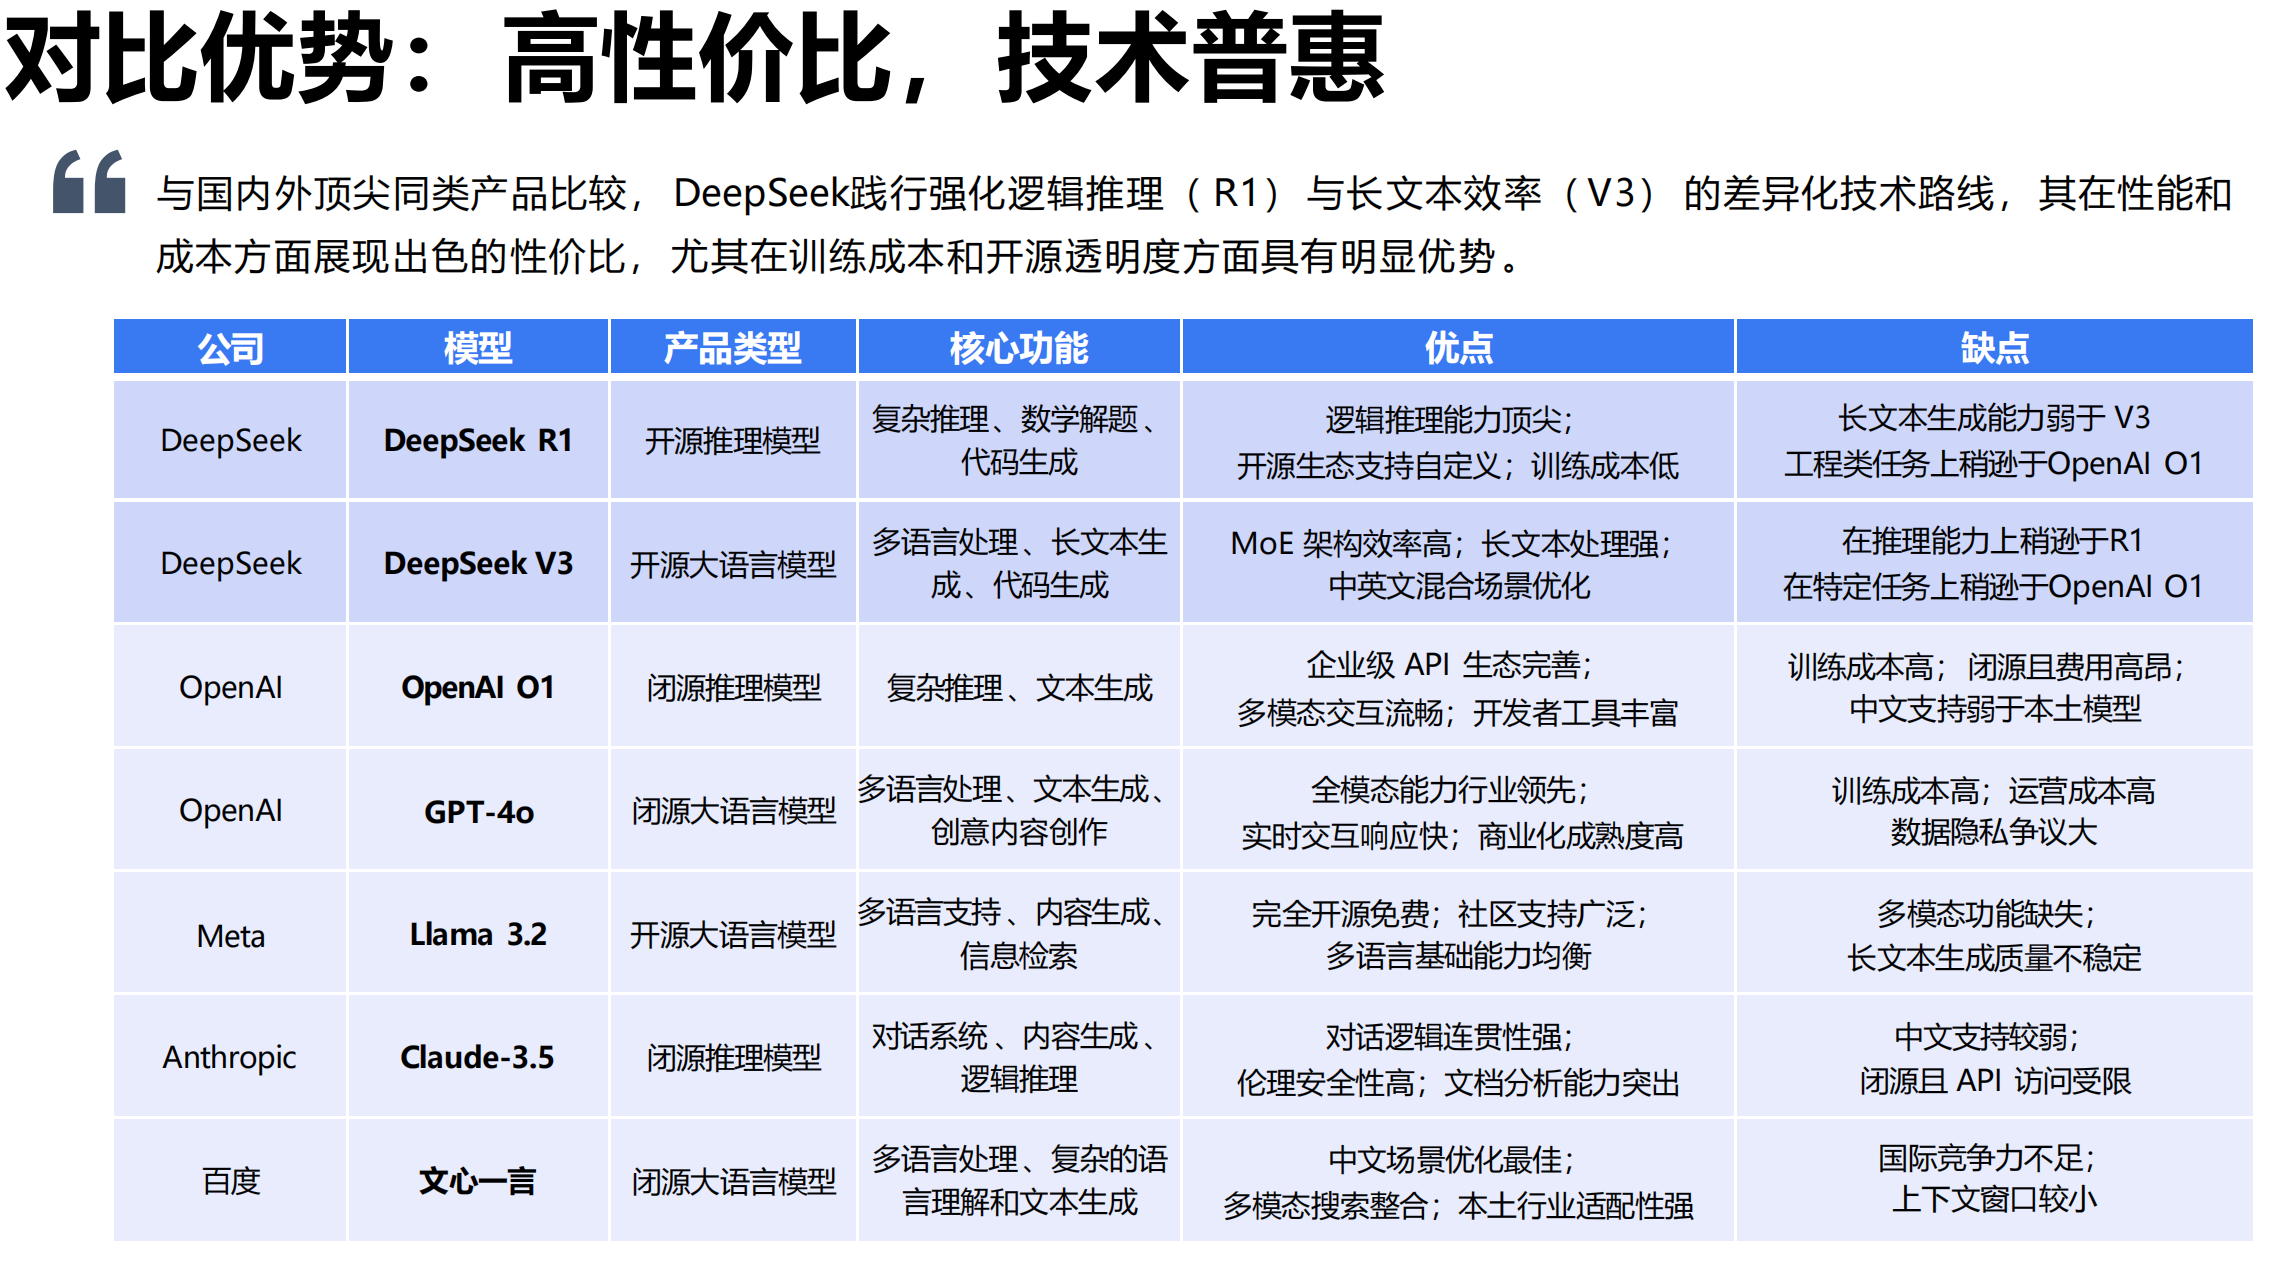 对比优势：高性价比，技术普惠
与国内外顶尖同类产品比较，DeepSeek践行强化逻辑推理（R1）与长文本效率（V3）的差异化技术路线，其在性能和
成本方面展现出色的性价比，尤其在训练成本和开源透明度方面具有明显优势。
公司 模型 产品类型 核心功能 优点 缺点
DeepSeek
DeepSeek R1
开源推理模型
复杂推理、数学解题、
代码生成
逻辑推理能力顶尖；
开源生态支持自定义；训练成本低
长文本生成能力弱于 V3
工程类任务上稍逊于OpenAI O1
DeepSeek
DeepSeek V3
开源大语言模型
多语言处理、长文本生
成、代码生成
MoE 架构效率高；长文本处理强；
中英文混合场景优化
在推理能力上稍逊于R1
在特定任务上稍逊于OpenAI O1
OpenAI
OpenAI O1
闭源推理模型
复杂推理、文本生成
企业级 API 生态完善；
多模态交互流畅；开发者工具丰富
训练成本高；闭源且费用高昂；
中文支持弱于本土模型
OpenAI
GPT-4o
闭源大语言模型
多语言处理、文本生成、
创意内容创作
全模态能力行业领先；
实时交互响应快；商业化成熟度高
训练成本高；运营成本高
数据隐私争议大
Meta
Llama 3.2
开源大语言模型
多语言支持、内容生成、
信息检索
完全开源免费；社区支持广泛；
多语言基础能力均衡
多模态功能缺失；
长文本生成质量不稳定
Anthropic
Claude-3.5
闭源推理模型
对话系统、内容生成、
逻辑推理
对话逻辑连贯性强；
伦理安全性高；文档分析能力突出
中文支持较弱；
闭源且 API 访问受限
百度
文心一言
闭源大语言模型
多语言处理、复杂的语
言理解和文本生成
中文场景优化最佳；
多模态搜索整合；本土行业适配性强
国际竞争力不足；
上下文窗口较小